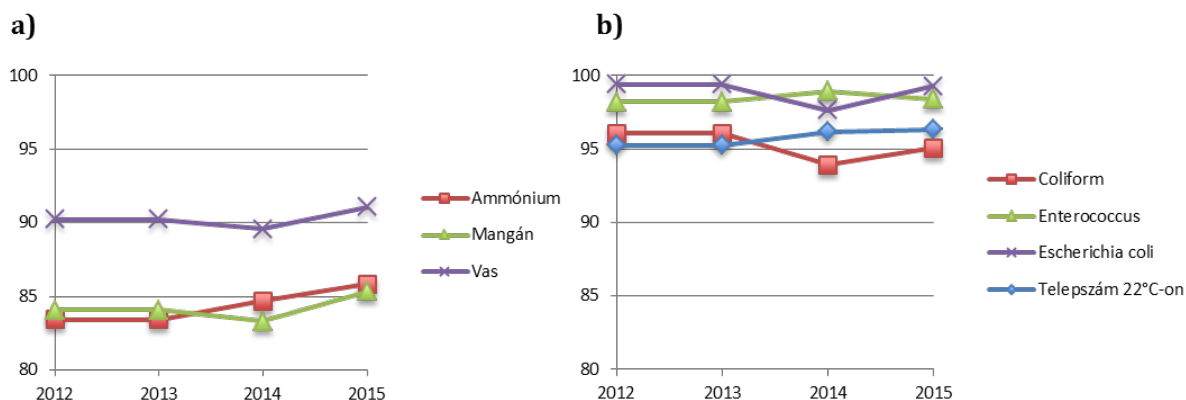 a)
100
95
90
85
80
2012 2013 2014 2015
Ammónium
Mangán
Vas
b)
100
95
90
85
80
2012 2013 2014 2015
Coliform
Enterococcus
Escherichia coli
Telepszám 22°C-on